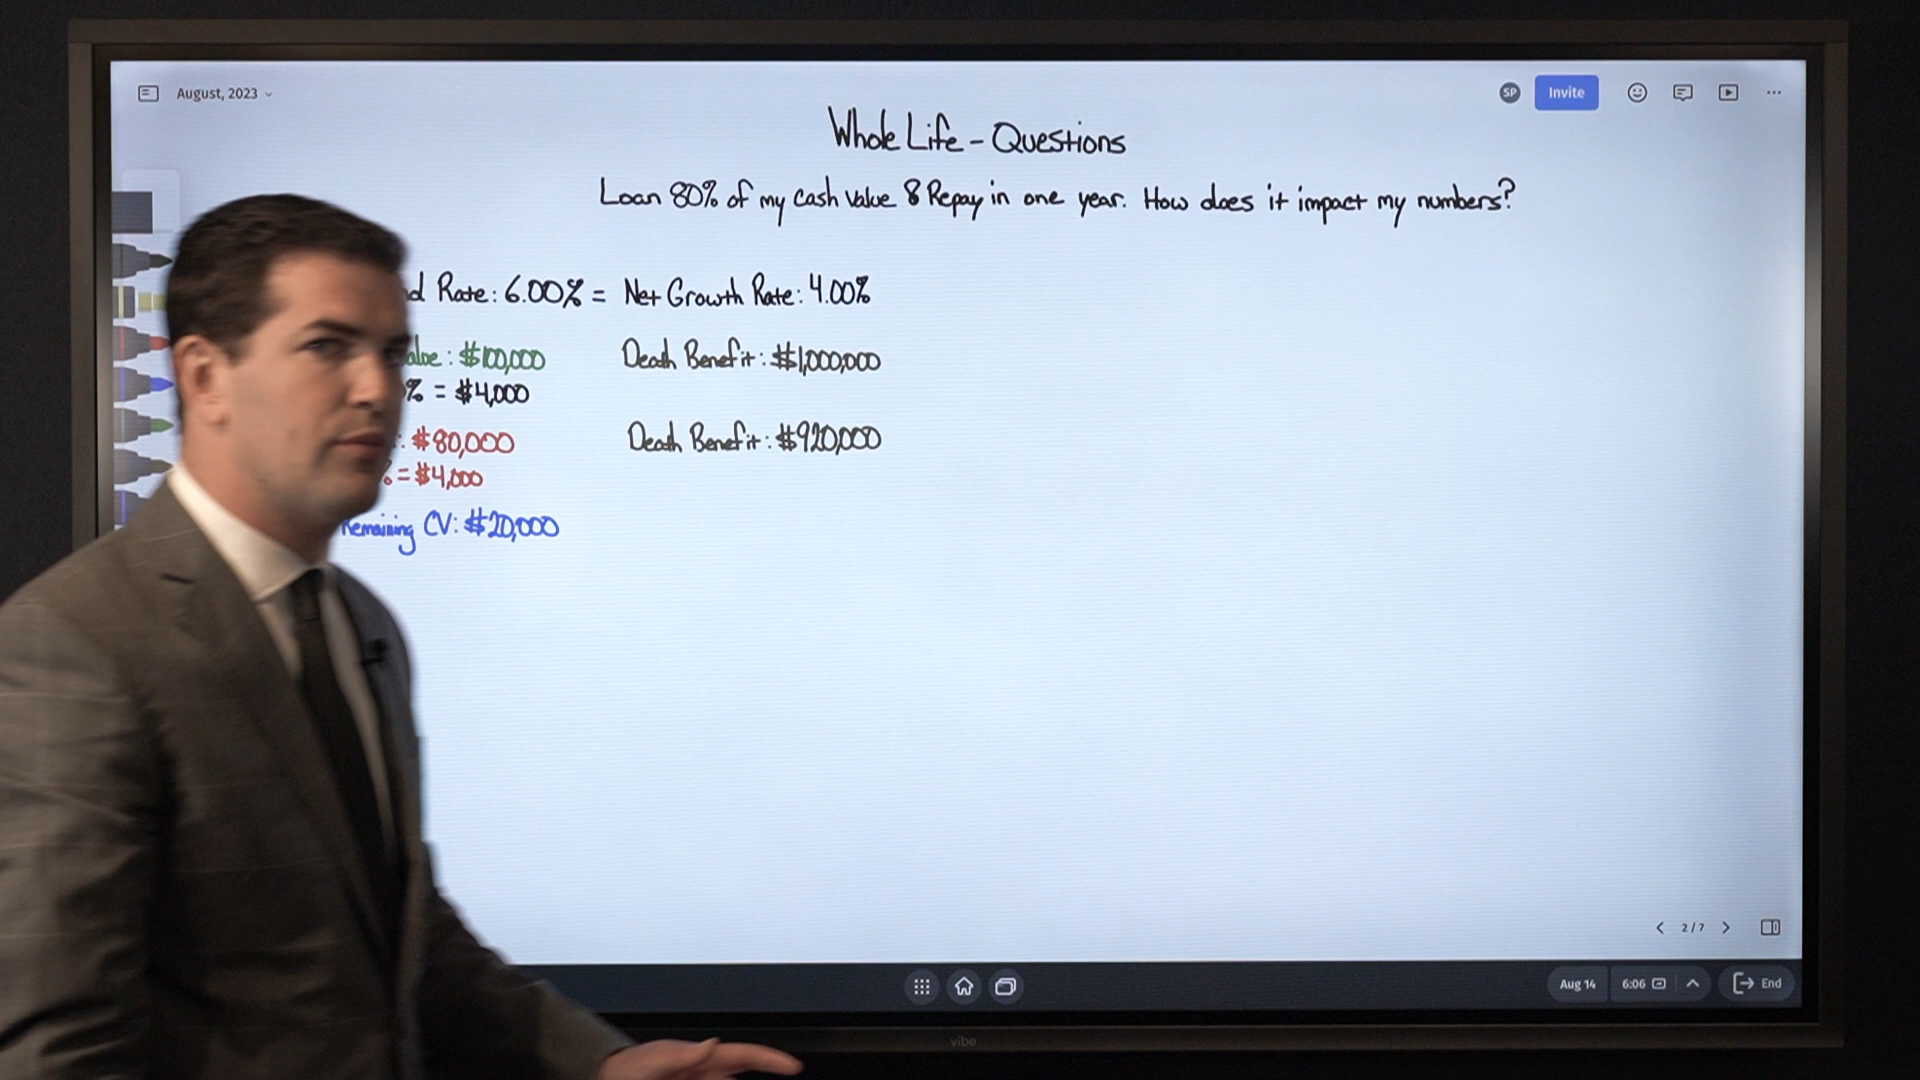 August, 2023
SP
Invite
Whole Life - Questions
Loan 80% of my Cash Value & Repay in one year. How does it impact my numbers?
d Rate: 6.00% = Net Growth Rate: 4.00%
alue: $100,000 Death Benefit: $1,000,000
% = $4,000
: $80,000 Death Benefit: $920,000
% = $4,000
Remaining CV: $20,000
2/7
Aug 14
6:06
End
vibe